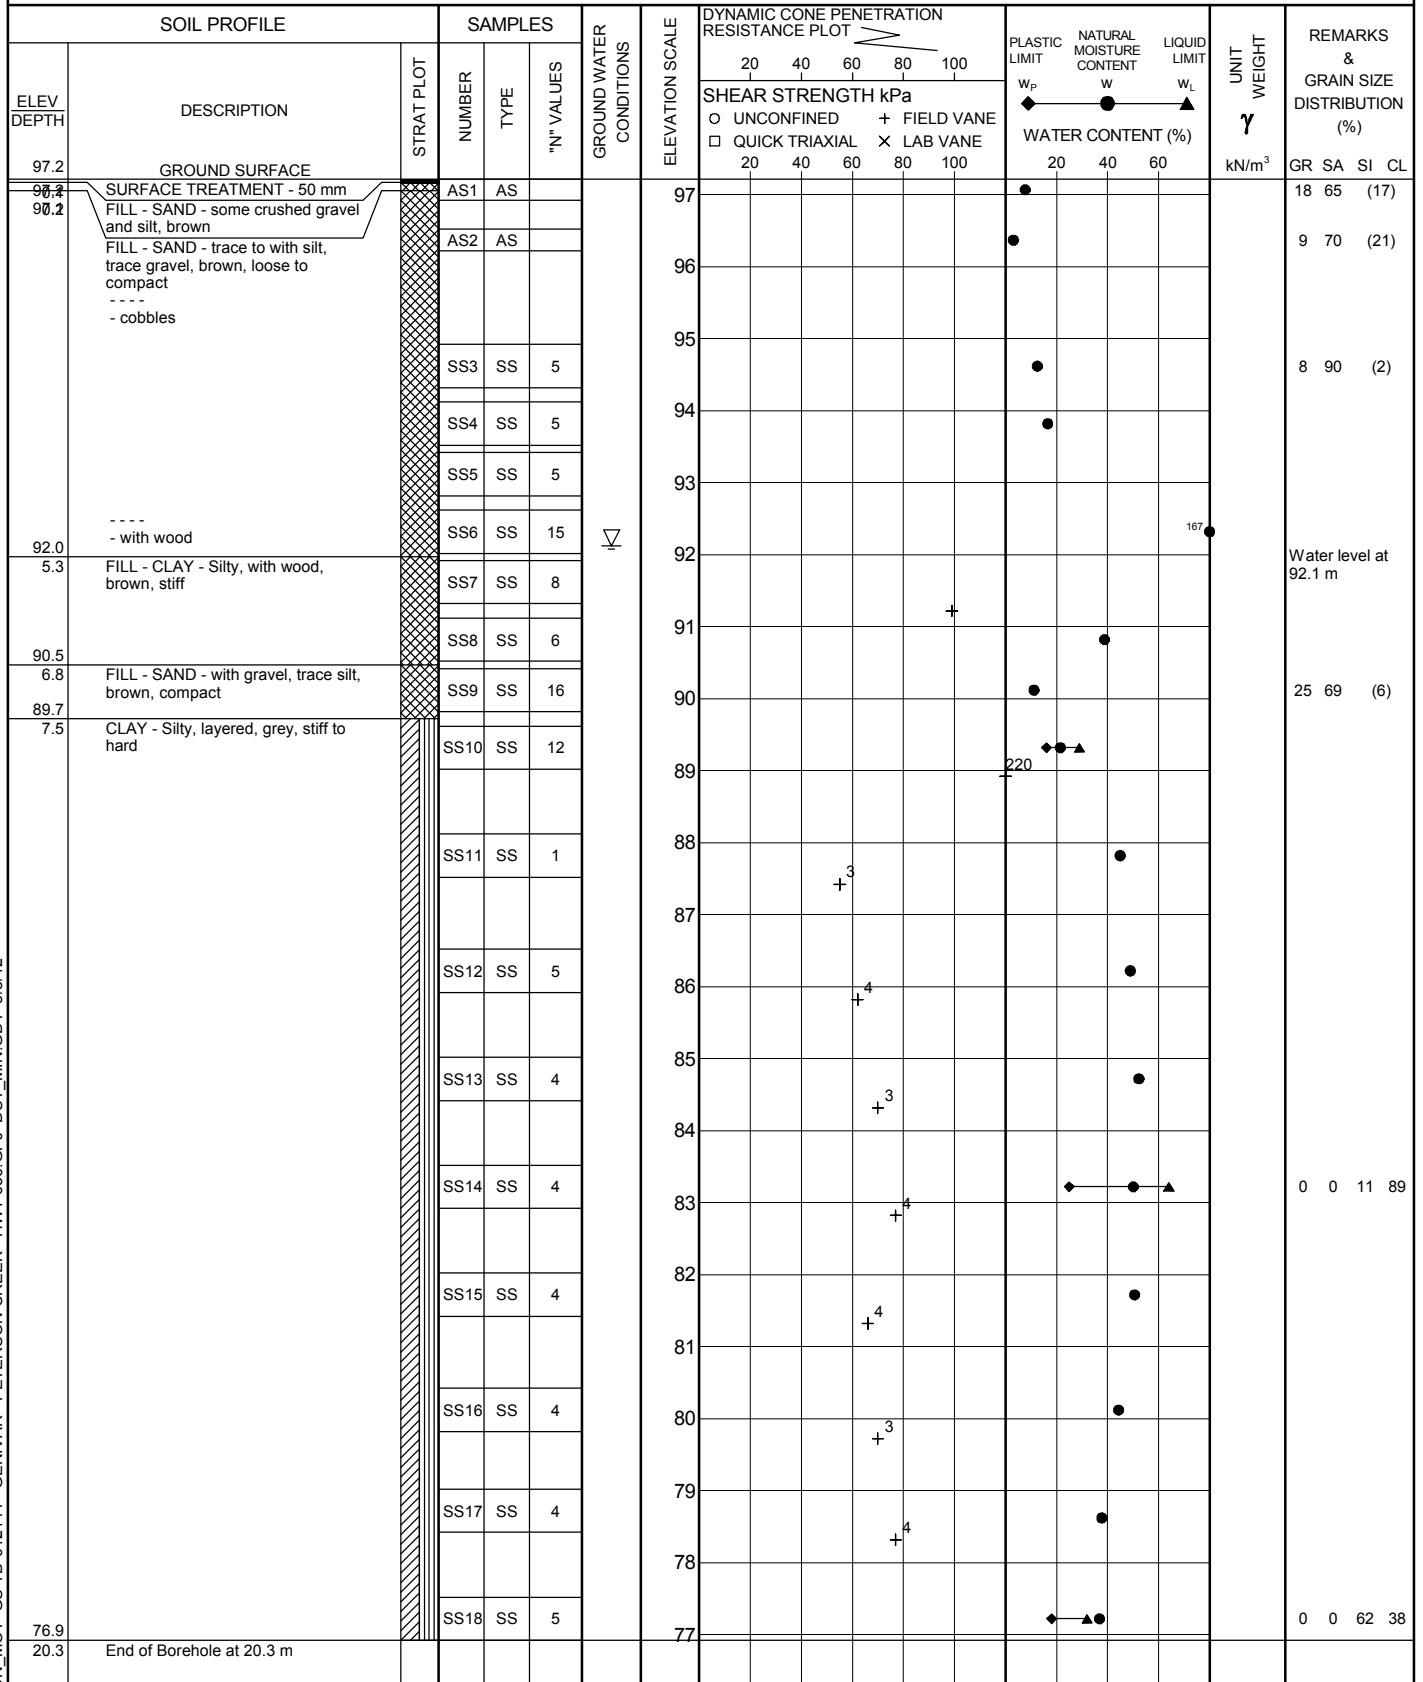 SOIL PROFILE
SAMPLES
GROUND WATER
CONDITIONS
ELEVATION SCALE
DYNAMIC CONE PENETRATION
RESISTANCE PLOT
20 40 60 80 100
SHEAR STRENGTH kPa
UNCONFINED + FIELD VANE
QUICK TRIAXIAL × LAB VANE
20 40 60 80 100
PLASTIC
LIMIT
NATURAL
MOISTURE
CONTENT
LIQUID
LIMIT
WP W WL
WATER CONTENT (%)
20 40 60
UNIT
WEIGHT
γ
kN/m³
REMARKS
&
GRAIN SIZE
DISTRIBUTION
(%)
GR SA SI CL
ELEV
DEPTH
DESCRIPTION
STRAT PLOT
NUMBER
TYPE
"N" VALUES
97.2
GROUND SURFACE
SURFACE TREATMENT - 50 mm
AS1 AS
97
18 65 (17)
FILL - SAND - some crushed gravel
and silt, brown
FILL - SAND - trace to with silt,
trace gravel, brown, loose to
compact
AS2 AS
9 70 (21)
96
- - - -
- cobbles
95
SS3 SS 5
8 90 (2)
94
SS4 SS 5
SS5 SS 5
93
- - - -
- with wood
SS6 SS 15
167
92.0
92
Water level at
92.1 m
5.3
FILL - CLAY - Silty, with wood,
brown, stiff
SS7 SS 8
91
SS8 SS 6
90.5
6.8
FILL - SAND - with gravel, trace silt,
brown, compact
SS9 SS 16
90
25 69 (6)
89.7
7.5
CLAY - Silty, layered, grey, stiff to
hard
SS10 SS 12
220
89
88
SS11 SS 1
3
87
SS12 SS 5
86
4
85
SS13 SS 4
3
84
SS14 SS 4
0 0 11 89
83
4
82
SS15 SS 4
4
81
SS16 SS 4
80
3
79
SS17 SS 4
4
78
SS18 SS 5
0 0 62 38
76.9
77
20.3
End of Borehole at 20.3 m